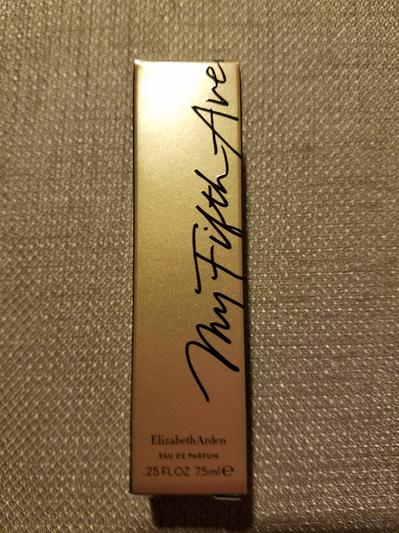 My Fifth Ave
Elizabeth Arden
EAU DE PARFUM
.25 FL OZ 7.5ml℮